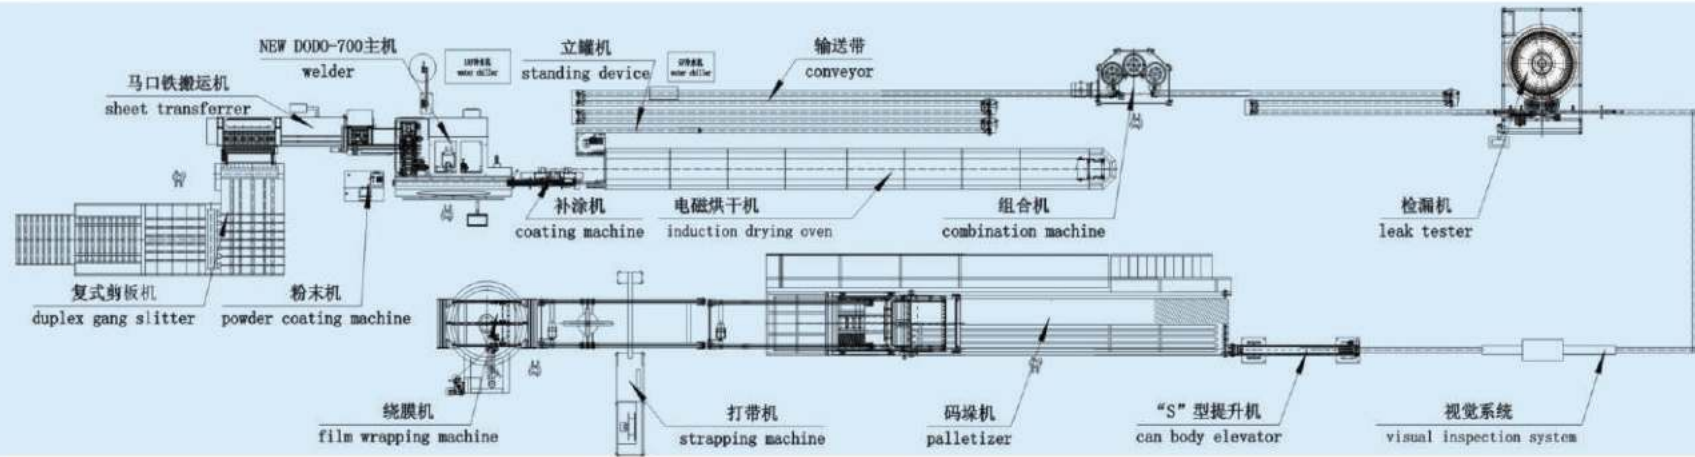 NEW DODO-700主机
welder
立罐机
standing device
输送带
conveyor
马口铁搬运机
sheet transferrer
water chiller
water chiller
补涂机
coating machine
电磁烘干机
induction drying oven
组合机
combination machine
检漏机
leak tester
复式剪板机
duplex gang slitter
粉末机
powder coating machine
绕膜机
film wrapping machine
打带机
strapping machine
码垛机
palletizer
“S”型提升机
can body elevator
视觉系统
visual inspection system